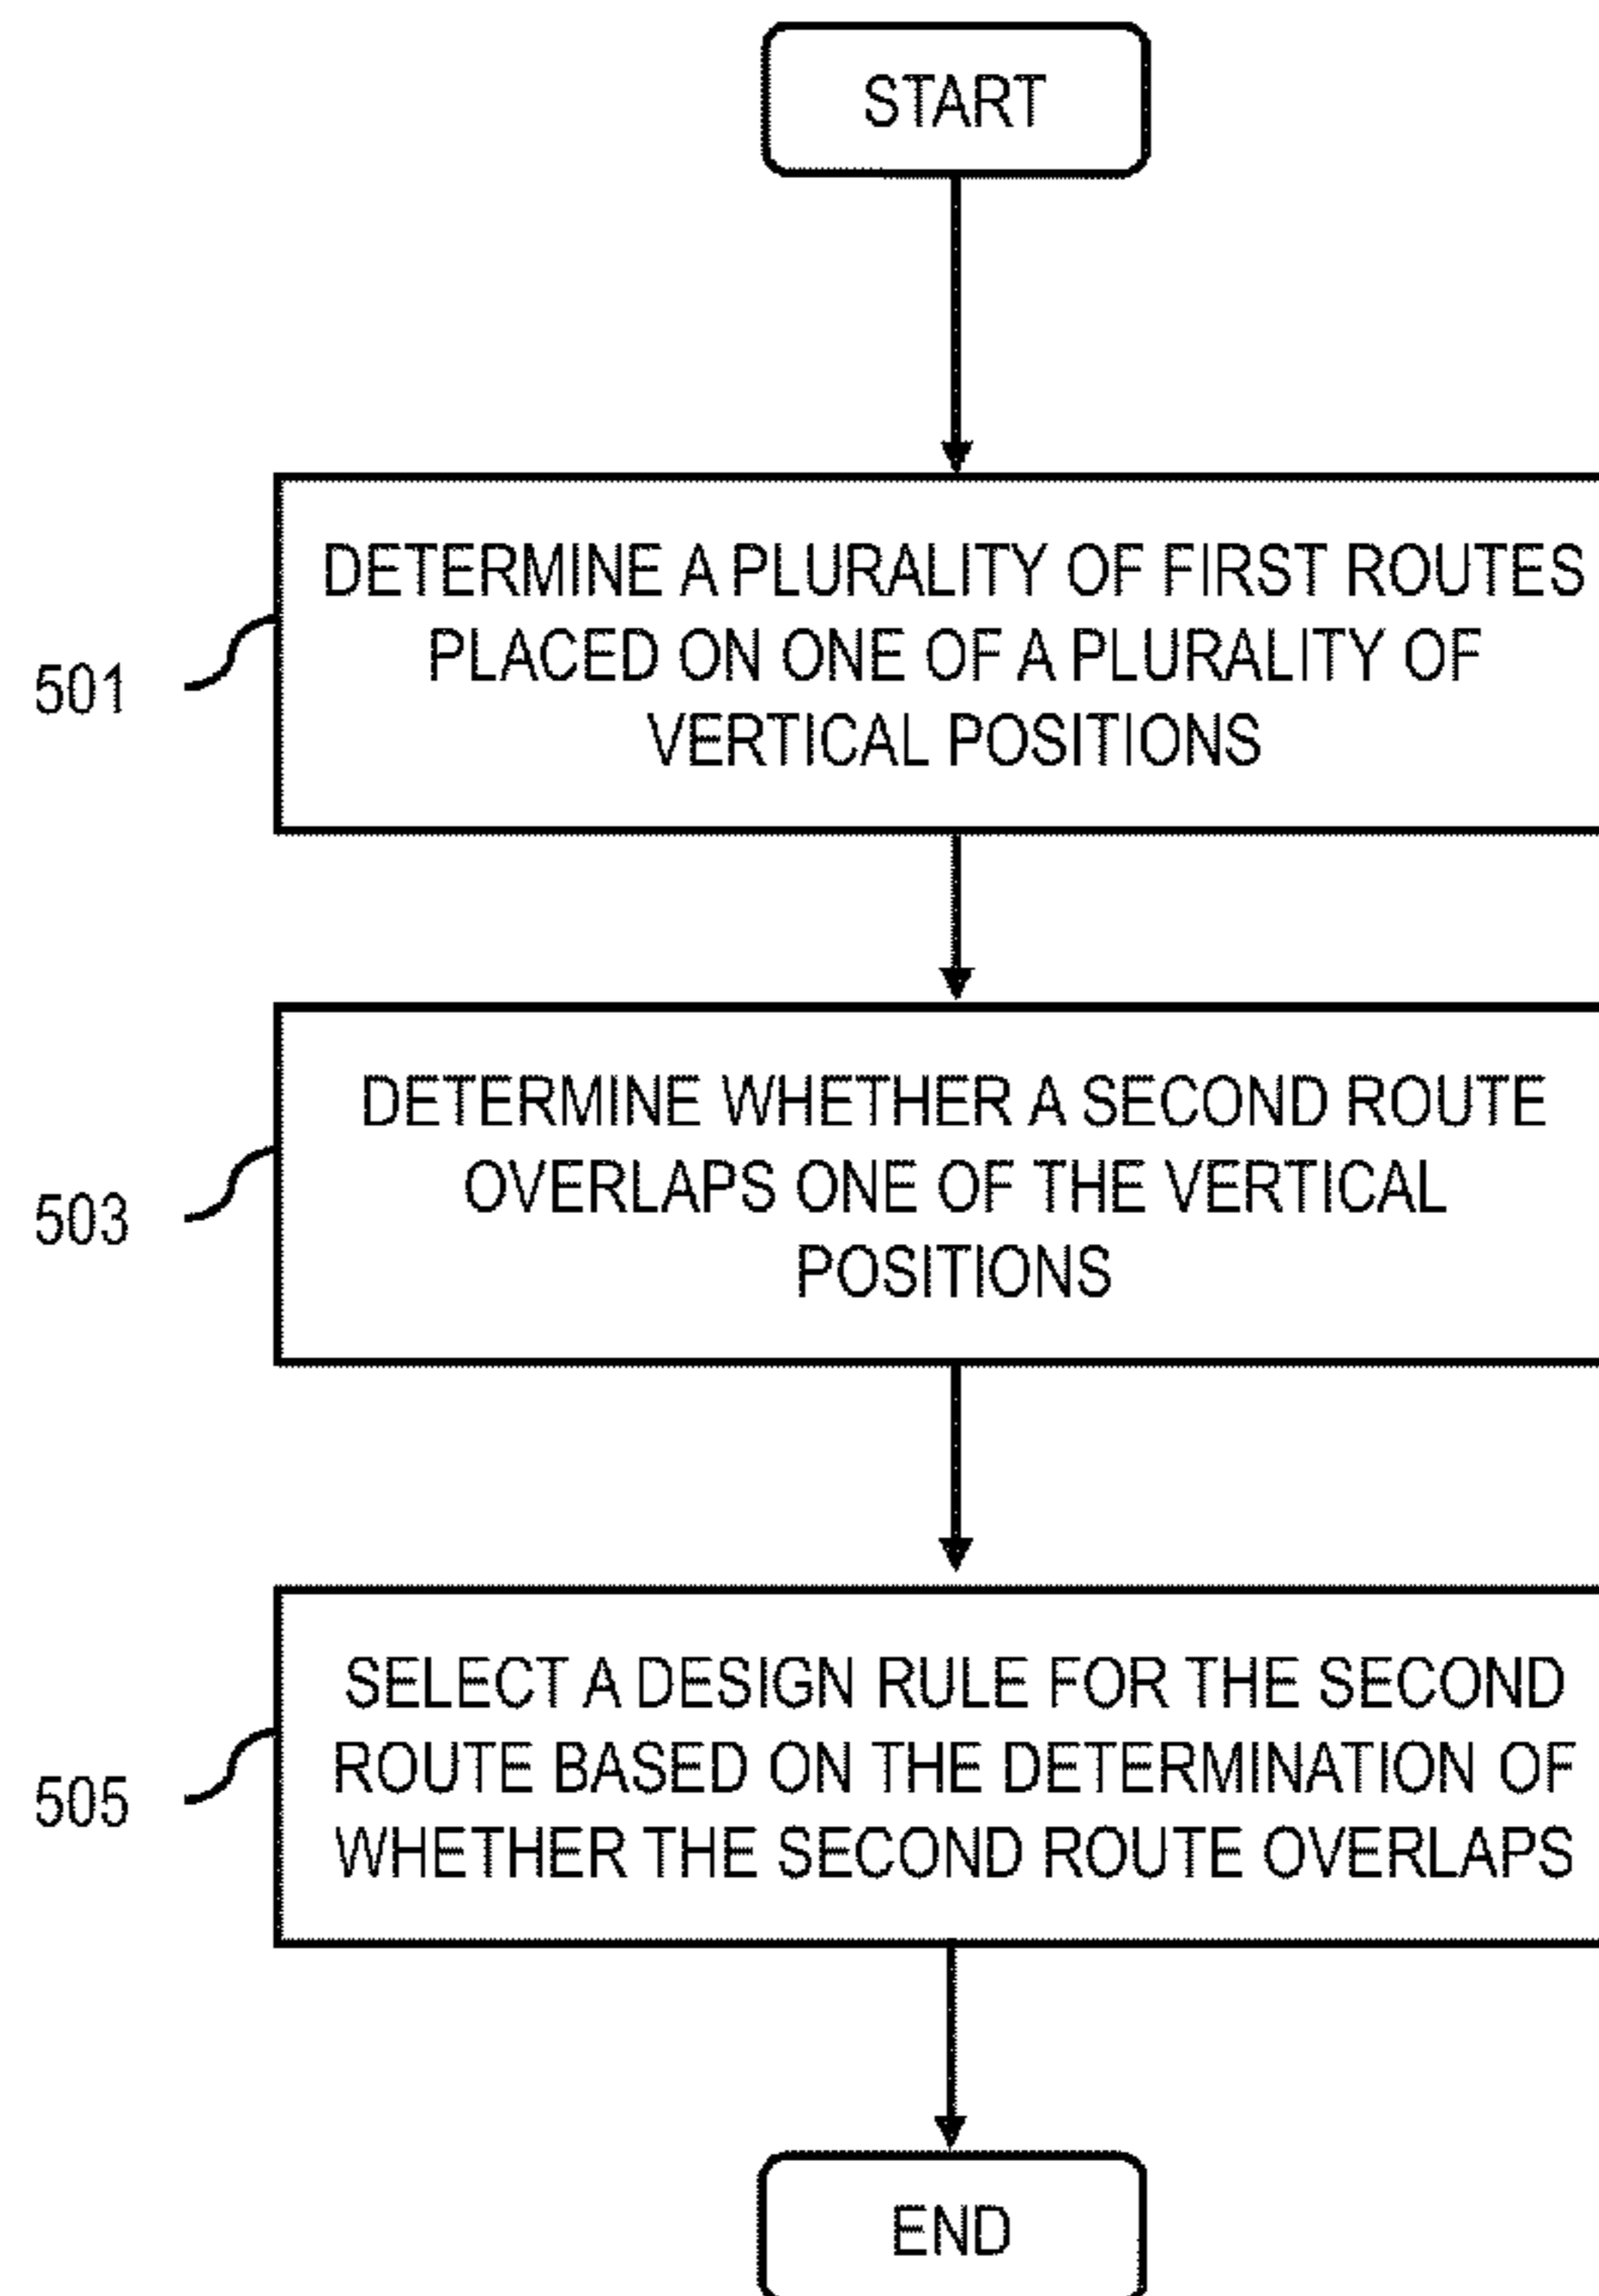 START
DETERMINE A PLURALITY OF FIRST ROUTES
PLACED ON ONE OF A PLURALITY OF
VERTICAL POSITIONS
501
DETERMINE WHETHER A SECOND ROUTE
OVERLAPS ONE OF THE VERTICAL
POSITIONS
503
SELECT A DESIGN RULE FOR THE SECOND
ROUTE BASED ON THE DETERMINATION OF
WHETHER THE SECOND ROUTE OVERLAPS
505
END